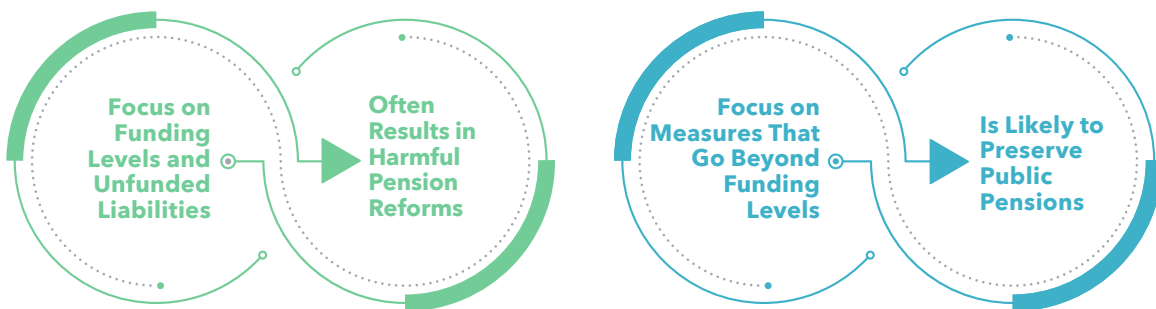 Focus on
Funding
Levels and
Unfunded
Liabilities
Often
Results in
Harmful
Pension
Reforms
Focus on
Measures That
Go Beyond
Funding
Levels
Is Likely to
Preserve
Public
Pensions